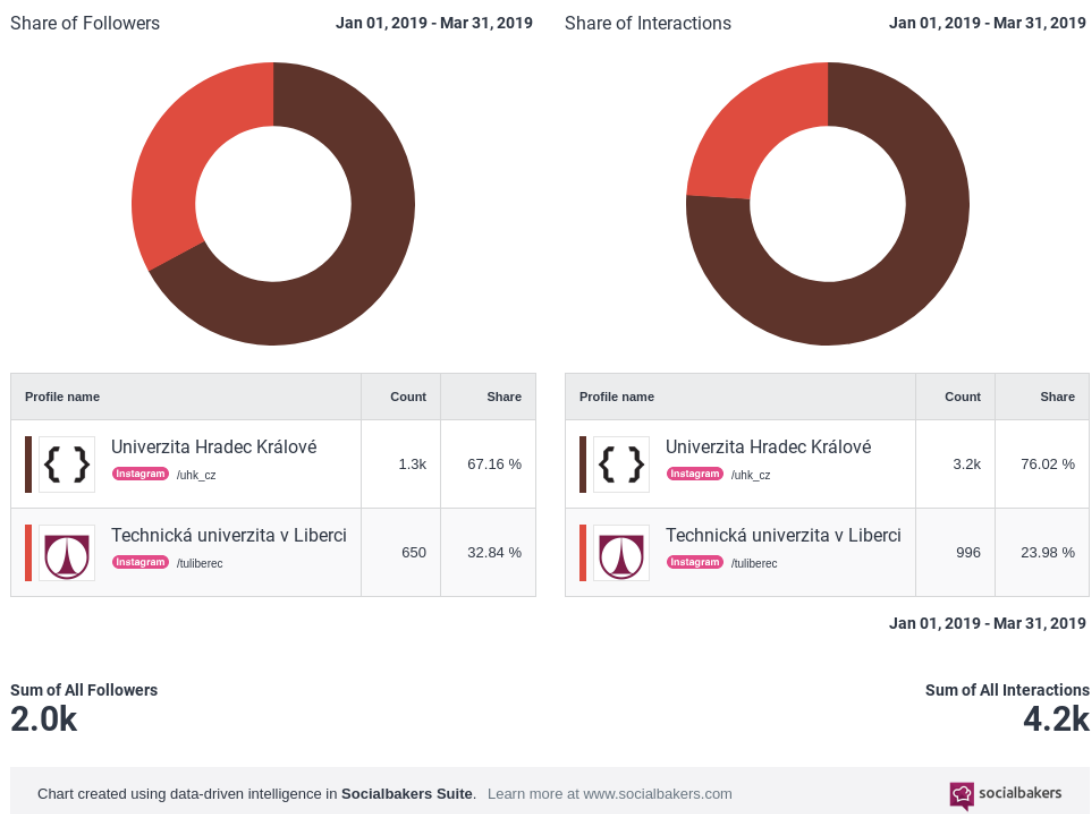 Share of Followers
Jan 01, 2019 - Mar 31, 2019
Profile name Count Share
{ }
Univerzita Hradec Králové
Instagram /uhk_cz
1.3k 67.16 %
Technická univerzita v Liberci
Instagram /tuliberec
650 32.84 %
Share of Interactions
Jan 01, 2019 - Mar 31, 2019
Profile name Count Share
{ }
Univerzita Hradec Králové
Instagram /uhk_cz
3.2k 76.02 %
Technická univerzita v Liberci
Instagram /tuliberec
996 23.98 %
Jan 01, 2019 - Mar 31, 2019
Sum of All Followers
2.0k
Sum of All Interactions
4.2k
Chart created using data-driven intelligence in Socialbakers Suite. Learn more at www.socialbakers.com
socialbakers